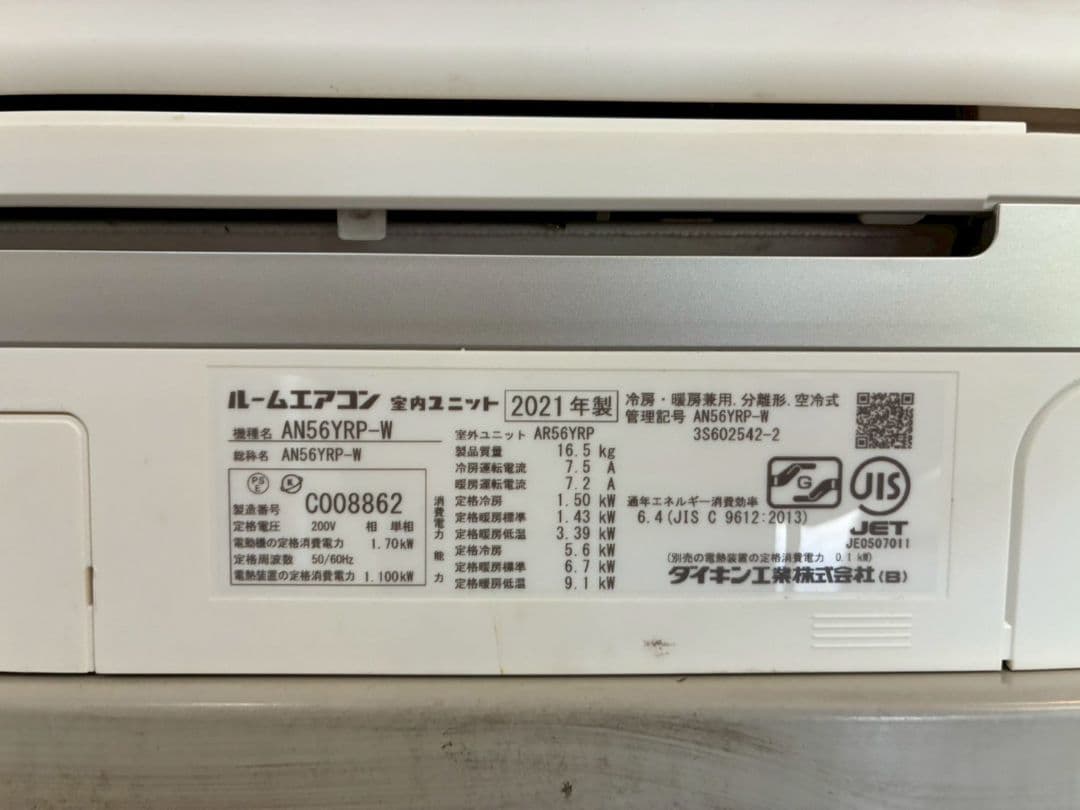 ルームエアコン 室内ユニット 2021年製 冷房・暖房兼用．分離形．空冷式
機種名 AN56YRP-W 室外ユニット AR56YRP 管理記号 AN56YRP-W
総称名 AN56YRP-W 3S602542-2
製品質量 16.5 kg
冷房運転電流 7.5 A
暖房運転電流 7.2 A
PS
E
製造番号 C008862
定格電圧 200V 相 単相
電動機の定格消費電力 1.70kW
定格周波数 50/60Hz
電熱装置の定格消費電力 1.100kW
消費電力
定格冷房 1.50 kW
定格暖房標準 1.43 kW
定格暖房低温 3.39 kW
能力
定格冷房 5.6 kW
定格暖房標準 6.7 kW
定格暖房低温 9.1 kW
通年エネルギー消費効率
6.4(JIS C 9612:2013)
G
JIS
JET
JE0507011
(別売の電熱装置の定格消費電力 0.1 kW)
ダイキン工業株式会社(B)